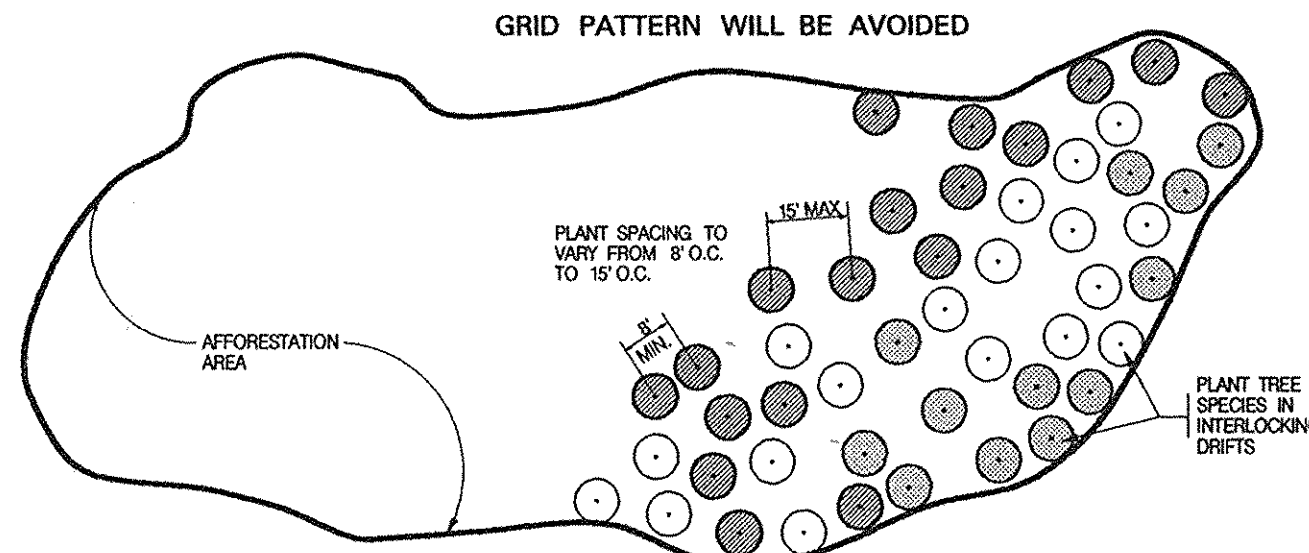 GRID PATTERN WILL BE AVOIDED
15' MAX
PLANT SPACING TO
VARY FROM 8' O.C.
TO 15' O.C.
8'
MIN.
AFFORESTATION
AREA
PLANT TREE
SPECIES IN
INTERLOCKING
DRIFTS